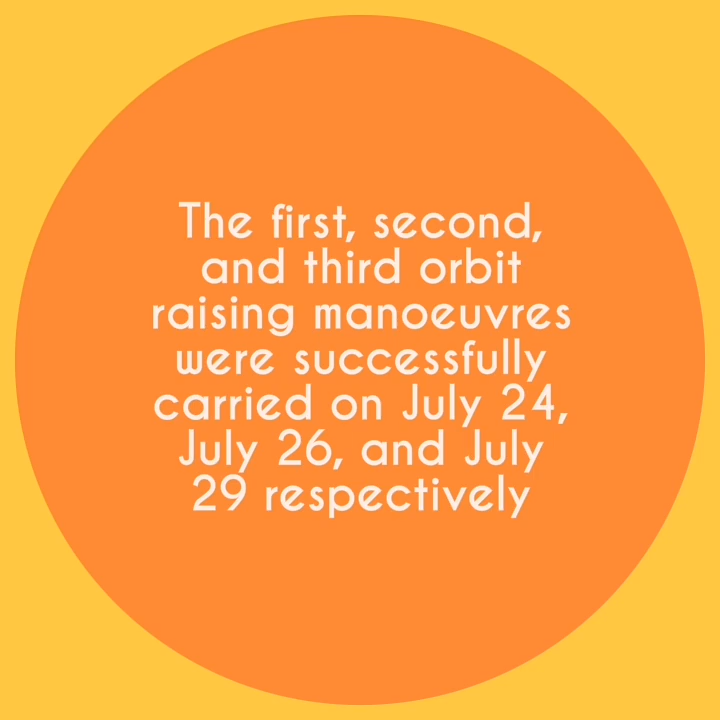 The first, second,
and third orbit
raising manoeuvres
were successfully
carried on July 24,
July 26, and July
29 respectively